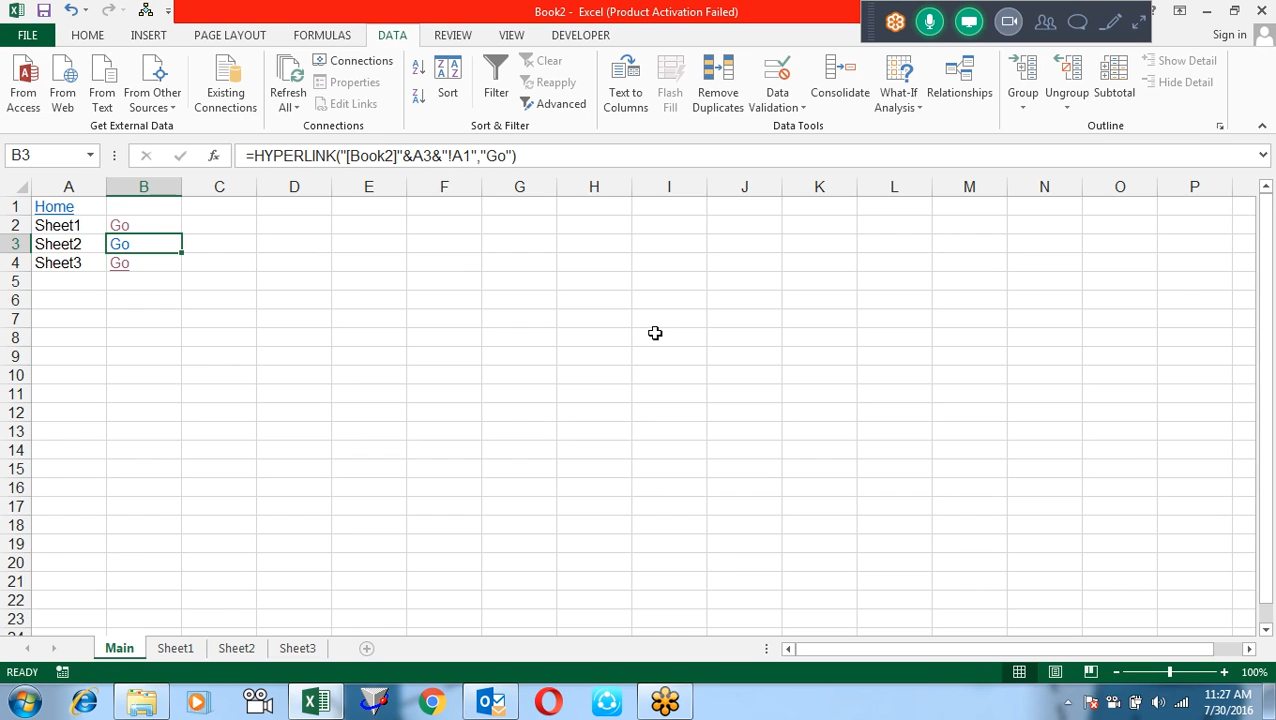 Book2 - Excel (Product Activation Failed)
FILE HOME INSERT PAGE LAYOUT FORMULAS DATA REVIEW VIEW DEVELOPER Sign in
From Access
From Web
From Text
From Other Sources
Existing Connections
Get External Data
Refresh All
Connections
Properties
Edit Links
Connections
Sort
Filter
Clear
Reapply
Advanced
Sort & Filter
Text to Columns
Flash Fill
Remove Duplicates
Data Validation
Consolidate
What-If Analysis
Relationships
Data Tools
Group
Ungroup
Subtotal
Show Detail
Hide Detail
Outline
B3 fx =HYPERLINK("[Book2]"&A3&"!A1","Go")
A B C D E F G H I J K L M N O P
1 Home
2 Sheet1 Go
3 Sheet2 Go
4 Sheet3 Go
5
6
7
8
9
10
11
12
13
14
15
16
17
18
19
20
21
22
23
Main Sheet1 Sheet2 Sheet3
READY 100%
11:27 AM
7/30/2016